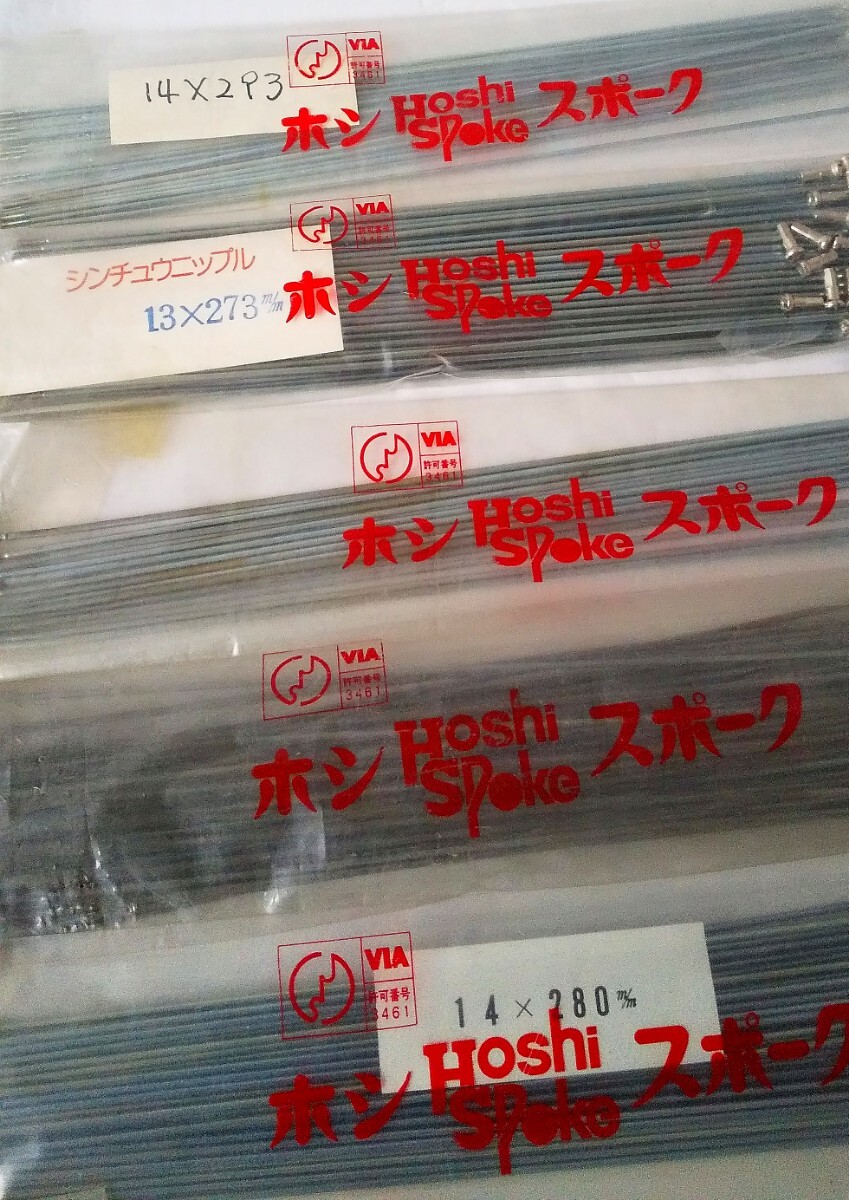 14×293
VIA
許可番号
3461
ホシ Hoshi Spoke スポーク
シンチュウニップル
13×273 m/m
VIA
許可番号
3461
ホシ Hoshi Spoke スポーク
VIA
許可番号
3461
ホシ Hoshi Spoke スポーク
VIA
許可番号
3461
ホシ Hoshi Spoke スポーク
VIA
許可番号
3461
14×280 m/m
ホシ Hoshi Spoke スポーク